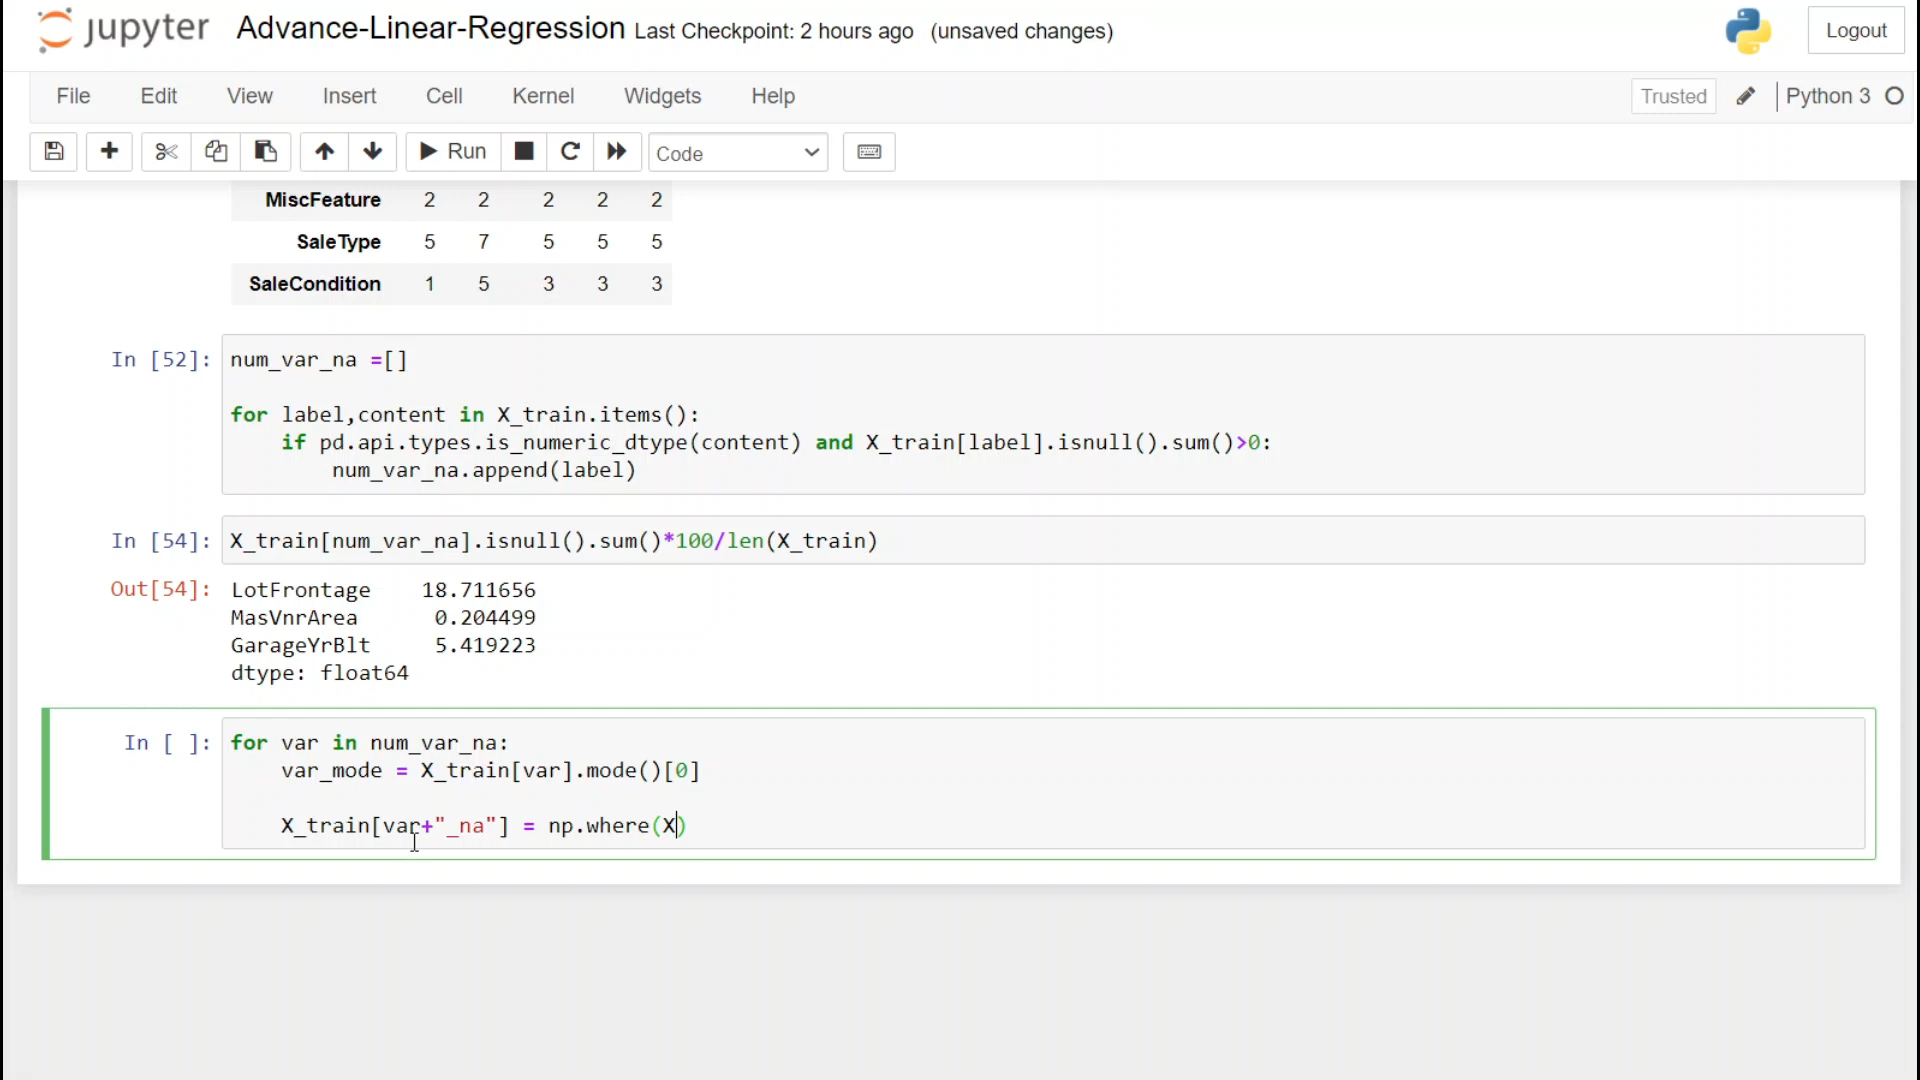 jupyter Advance-Linear-Regression Last Checkpoint: 2 hours ago (unsaved changes) Logout
File Edit View Insert Cell Kernel Widgets Help Trusted Python 3
Run Code
MiscFeature 2 2 2 2 2
SaleType 5 7 5 5 5
SaleCondition 1 5 3 3 3
In [52]: num_var_na =[]
for label,content in X_train.items():
    if pd.api.types.is_numeric_dtype(content) and X_train[label].isnull().sum()>0:
        num_var_na.append(label)
In [54]: X_train[num_var_na].isnull().sum()*100/len(X_train)
Out[54]: LotFrontage 18.711656
MasVnrArea 0.204499
GarageYrBlt 5.419223
dtype: float64
In [ ]: for var in num_var_na:
    var_mode = X_train[var].mode()[0]
    X_train[var+"_na"] = np.where(X)